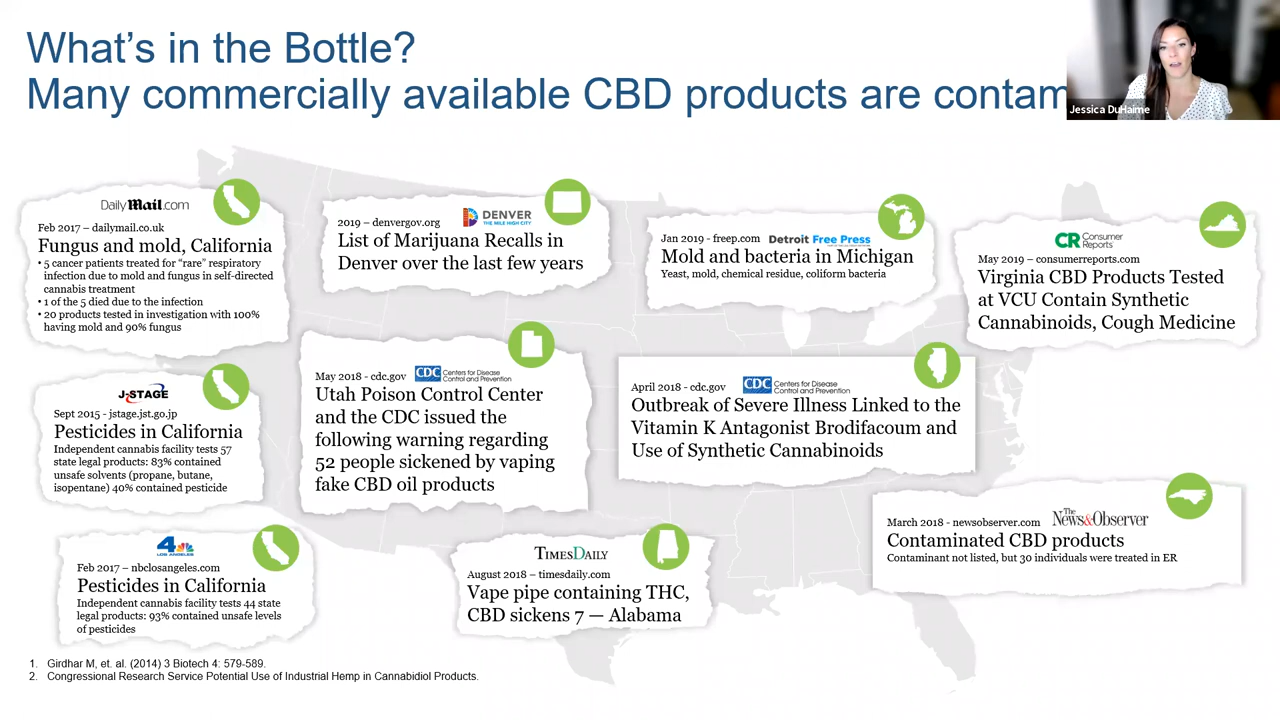 What's in the Bottle?
Many commercially available CBD products are contam
Jessica DuHaime
DailyMail.com
Feb 2017 – dailymail.co.uk
Fungus and mold, California
• 5 cancer patients treated for “rare” respiratory
infection due to mold and fungus in self-directed
cannabis treatment
• 1 of the 5 died due to the infection
• 20 products tested in investigation with 100%
having mold and 90% fungus
2019 – denvergov.org
DENVER
THE MILE HIGH CITY
List of Marijuana Recalls in
Denver over the last few years
Jan 2019 - freep.com
Detroit Free Press
Mold and bacteria in Michigan
Yeast, mold, chemical residue, coliform bacteria
CR Consumer
Reports
May 2019 – consumerreports.com
Virginia CBD Products Tested
at VCU Contain Synthetic
Cannabinoids, Cough Medicine
J-STAGE
Sept 2015 - jstage.jst.go.jp
Pesticides in California
Independent cannabis facility tests 57
state legal products: 83% contained
unsafe solvents (propane, butane,
isopentane) 40% contained pesticide
May 2018 – cdc.gov
CDC Centers for Disease
Control and Prevention
Utah Poison Control Center
and the CDC issued the
following warning regarding
52 people sickened by vaping
fake CBD oil products
April 2018 - cdc.gov
CDC Centers for Disease
Control and Prevention
Outbreak of Severe Illness Linked to the
Vitamin K Antagonist Brodifacoum and
Use of Synthetic Cannabinoids
4
LOS ANGELES
Feb 2017 – nbclosangeles.com
Pesticides in California
Independent cannabis facility tests 44 state
legal products: 93% contained unsafe levels
of pesticides
TIMESDAILY
August 2018 – timesdaily.com
Vape pipe containing THC,
CBD sickens 7 — Alabama
March 2018 - newsobserver.com
The
News&Observer
Contaminated CBD products
Contaminant not listed, but 30 individuals were treated in ER
1. Girdhar M, et. al. (2014) 3 Biotech 4: 579-589.
2. Congressional Research Service Potential Use of Industrial Hemp in Cannabidiol Products.